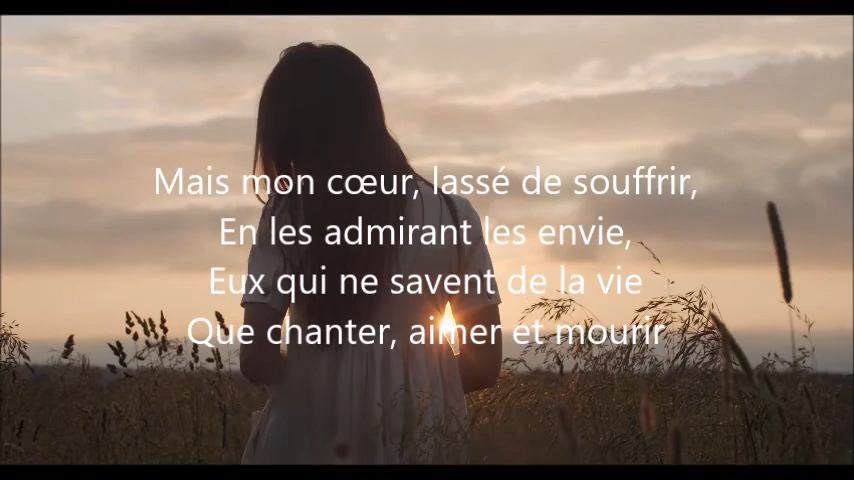 Mais mon cœur, lassé de souffrir,
En les admirant les envie,
Eux qui ne savent de la vie
Que chanter, aimer et mourir